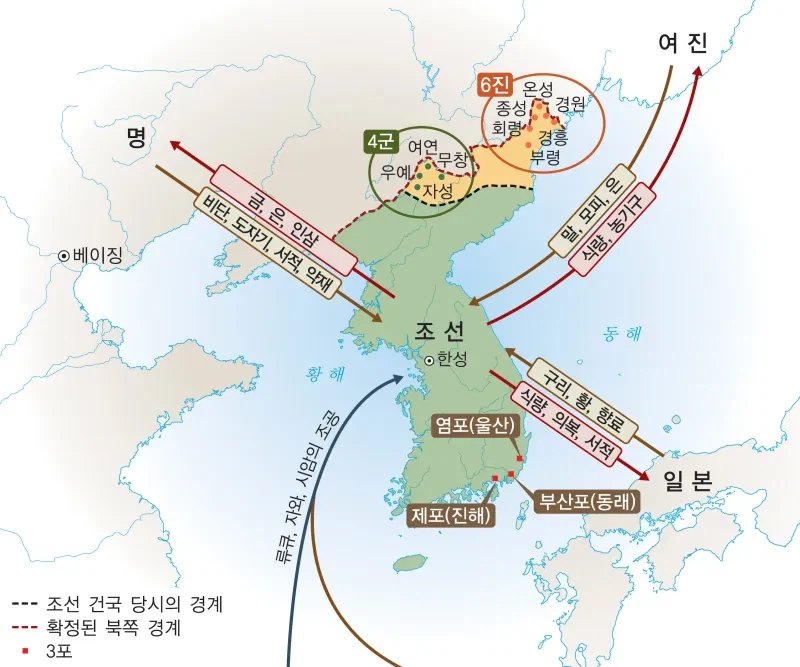 여 진
6진
온성
종성
경원
회령
경흥
부령
명
4군
여연
무창
우예
자성
금, 은, 인삼
비단, 도자기, 서적, 약재
말, 모피, 인
식량, 농기구
베이징
조 선
한성
동 해
황 해
구리, 황, 향료
식량, 의복, 서적
염포(울산)
일 본
제포(진해)
부산포(동래)
류큐, 자와, 시암의 조공
조선 건국 당시의 경계
확정된 북쪽 경계
3포